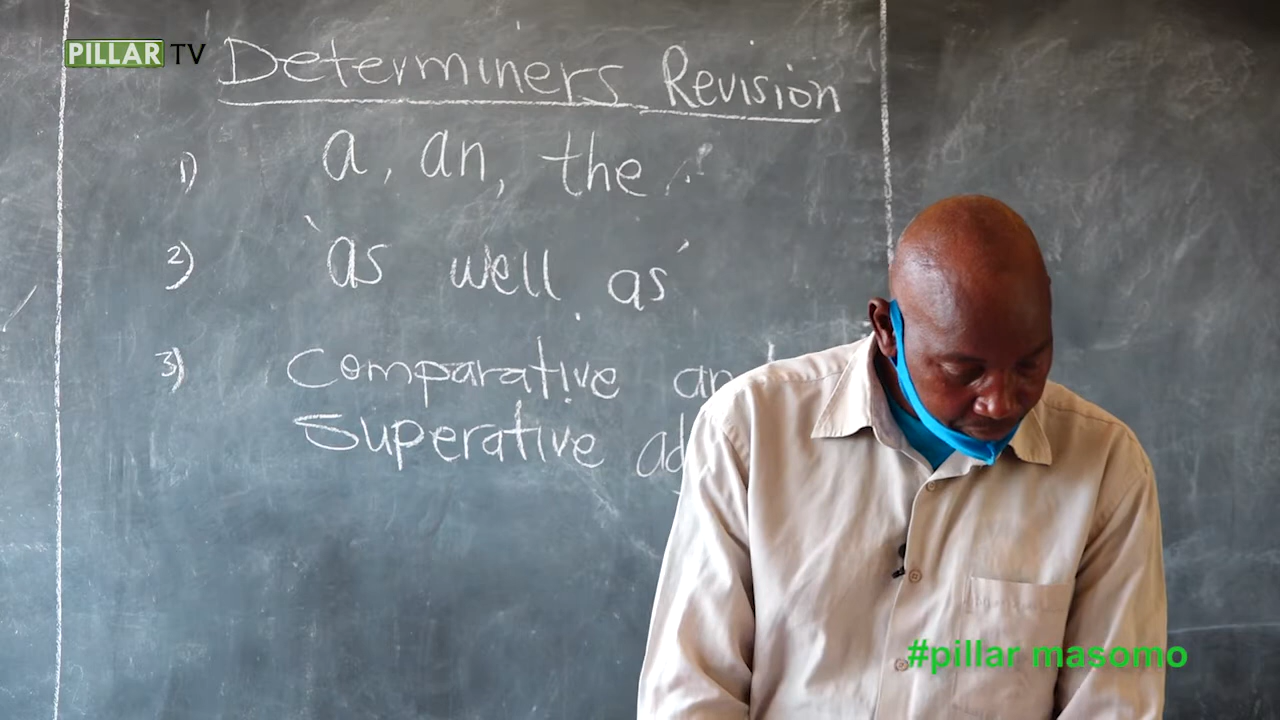 PILLAR TV
Determiners Revision
1) a, an, the
2) 'as well as'
3) Comparative an
Superative ad
#pillar masomo